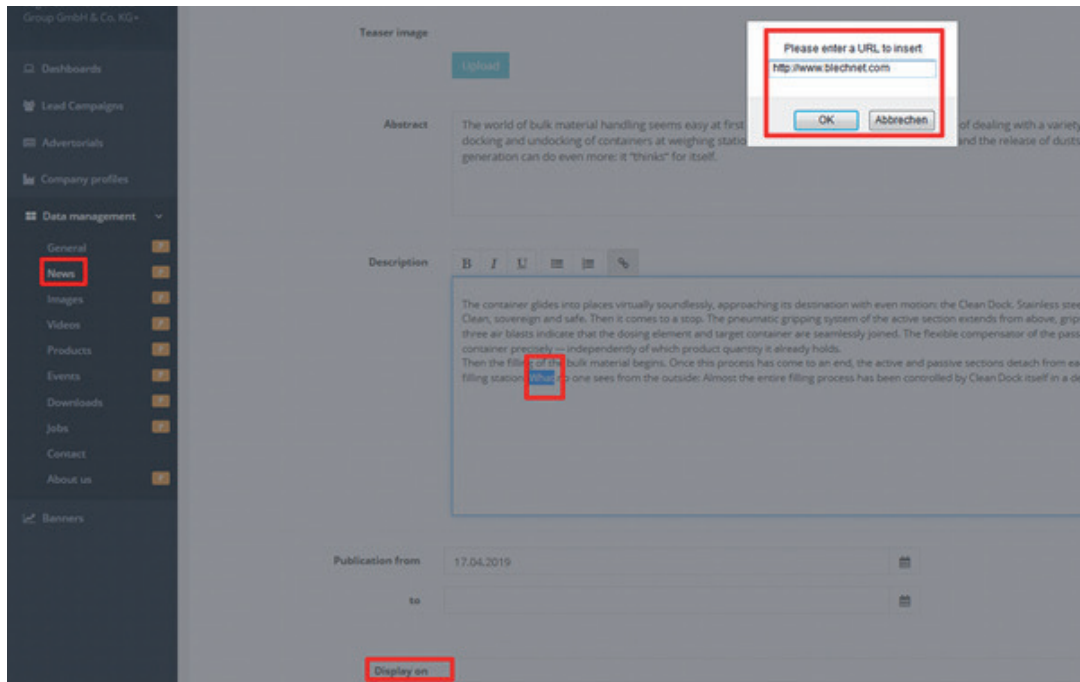 Group GmbH & Co. KG+
Dashboards
Lead Campaigns
Advertorials
Company profiles
Data management
General
News
Images
Videos
Products
Events
Downloads
Jobs
Contact
About us
Banners
Teaser image
Upload
Please enter a URL to insert
http://www.blechnet.com
OK
Abbrechen
Abstract
The world of bulk material handling seems easy at first of dealing with a variety
docking and undocking of containers at weighing and the release of dusts
generation can do even more: it "thinks" for itself.
Description
B I U
The container glides into places virtually soundlessly, approaching its destination with even motion: the Clean Dock. Stainless
Clean, sovereign and safe. Then it comes to a stop. The pneumatic gripping system of the active section extends from above,
three air blasts indicate that the dosing element and target container are seamlessly joined. The flexible compensator of the
container precisely — independently of which product quantity it already holds.
Then the filling of the bulk material begins. Once this process has come to an end, the active and passive sections detach from
filling station. What no one sees from the outside: Almost the entire filling process has been controlled by Clean Dock itself in a
Publication from
17.04.2019
to
Display on